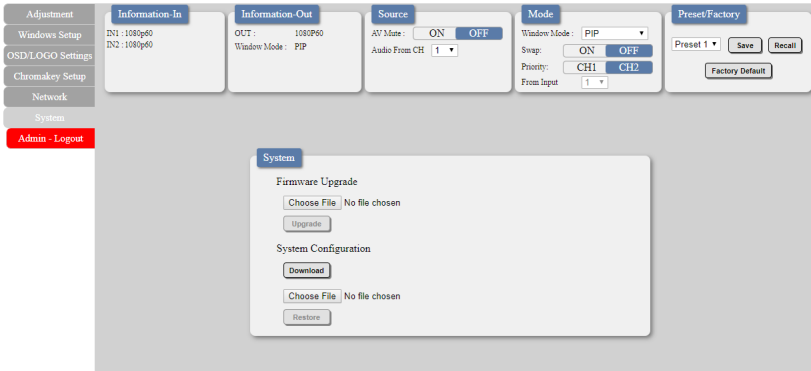 Adjustment
Windows Setup
OSD/LOGO Settings
Chromakey Setup
Network
System
Admin - Logout
Information-In
IN1 : 1080p60
IN2 : 1080p60
Information-Out
OUT : 1080P60
Window Mode : PIP
Source
AV Mute : ON OFF
Audio From CH 1
Mode
Window Mode : PIP
Swap: ON OFF
Priority: CH1 CH2
From Input 1
Preset/Factory
Preset 1 Save Recall
Factory Default
System
Firmware Upgrade
Choose File No file chosen
Upgrade
System Configuration
Download
Choose File No file chosen
Restore